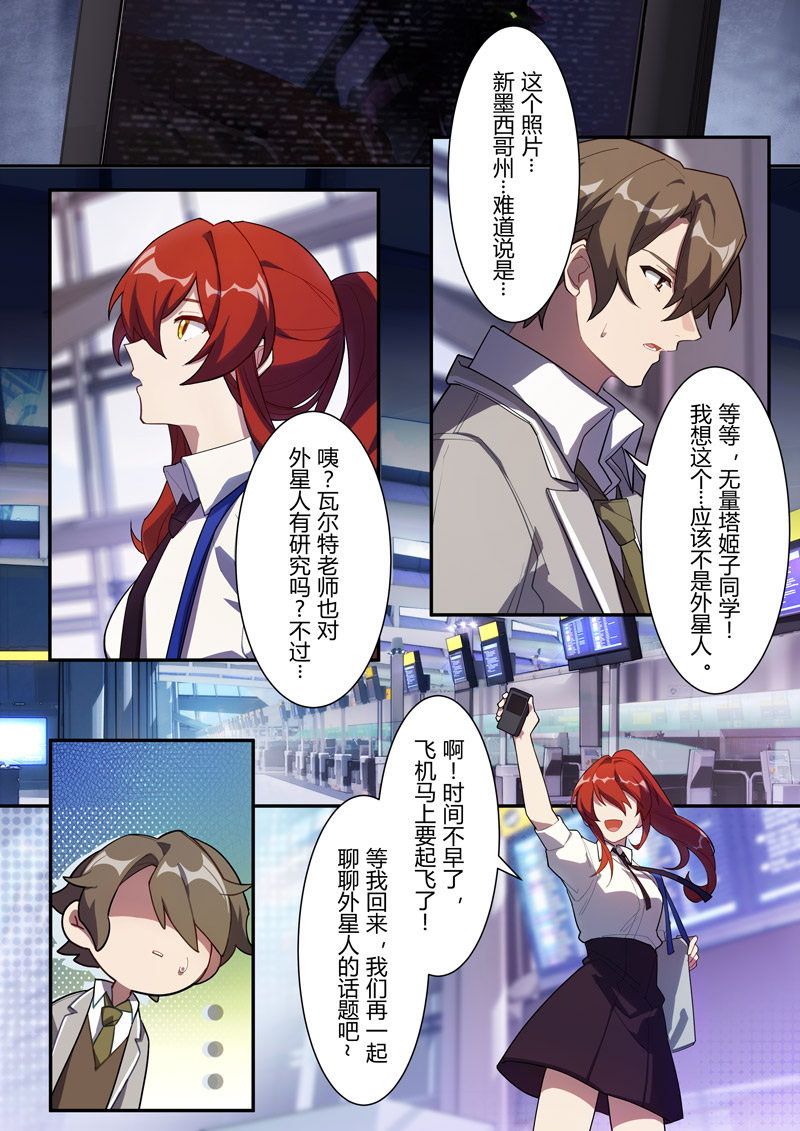 这个照片…
新墨西哥州…难道说是…
等等，无量塔姬子同学！
我想这个…应该不是外星人。
咦？瓦尔特老师也对
外星人有研究吗？不过…
啊！时间不早了，
飞机马上要起飞了！
等我回来，我们再一起
聊聊外星人的话题吧~